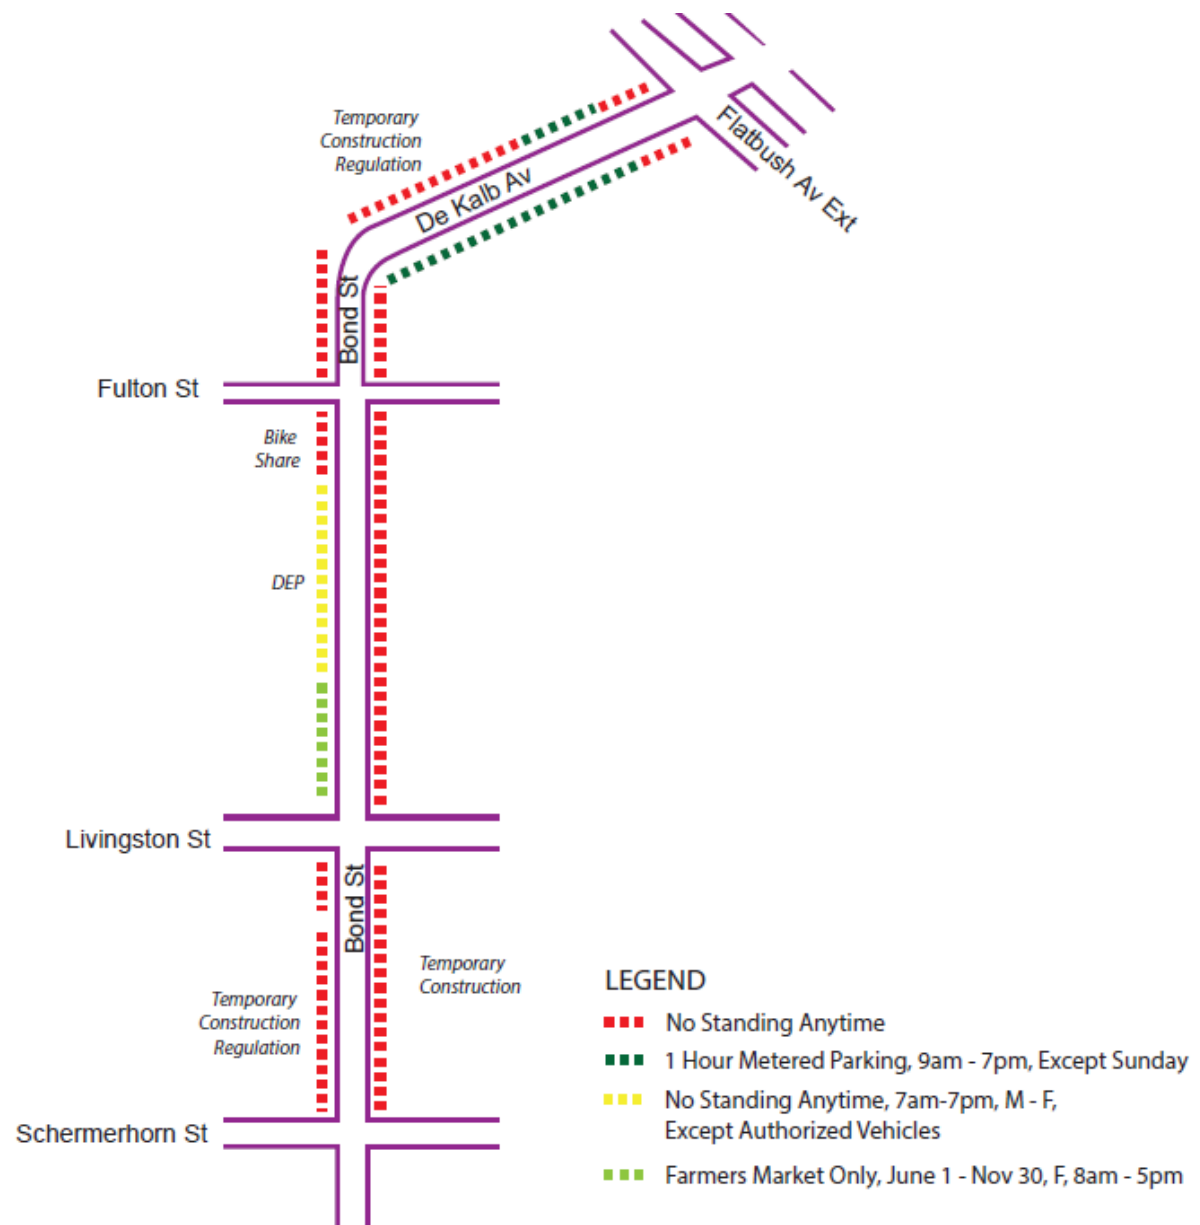 Temporary
Construction
Regulation
De Kalb Av
Flatbush Av Ext
Bond St
Fulton St
Bike
Share
DEP
Livingston St
Bond St
Temporary
Construction
Temporary
Construction
Regulation
Schermerhorn St
LEGEND
No Standing Anytime
1 Hour Metered Parking, 9am - 7pm, Except Sunday
No Standing Anytime, 7am-7pm, M - F,
Except Authorized Vehicles
Farmers Market Only, June 1 - Nov 30, F, 8am - 5pm